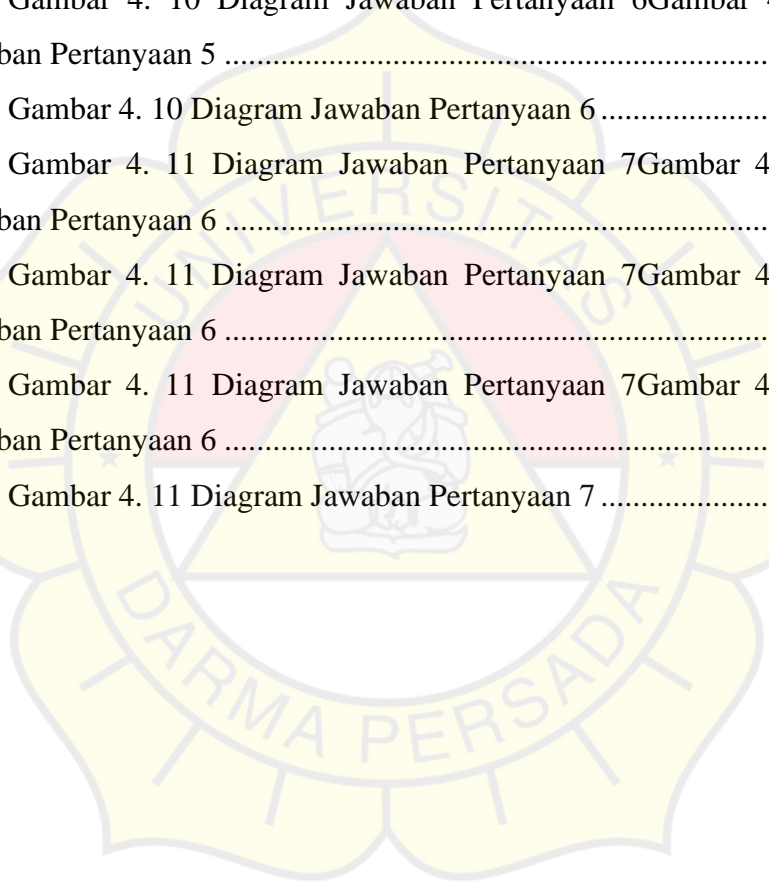 Gambar 4. 10 Diagram Jawaban Pertanyaan 6Gambar
ban Pertanyaan 5 ........................................................................
Gambar 4. 10 Diagram Jawaban Pertanyaan 6 .....................
Gambar 4. 11 Diagram Jawaban Pertanyaan 7Gambar 4
ban Pertanyaan 6 ........................................................................
Gambar 4. 11 Diagram Jawaban Pertanyaan 7Gambar 4
ban Pertanyaan 6 ........................................................................
Gambar 4. 11 Diagram Jawaban Pertanyaan 7Gambar 4
ban Pertanyaan 6 ........................................................................
Gambar 4. 11 Diagram Jawaban Pertanyaan 7 .....................
UNIVERSITAS
DARMA PERSADA